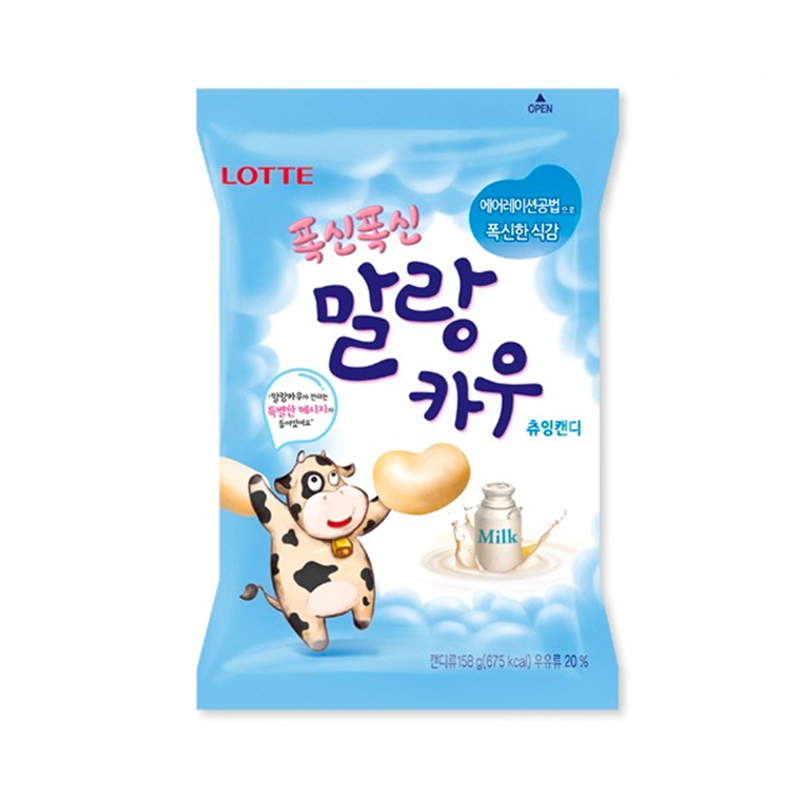 OPEN
LOTTE
에어레이션공법으로
폭신한 식감
폭신폭신
말랑
카우
츄잉캔디
"말랑카우가 전하는
특별한 메시지가
들어있어요"
Milk
캔디류 158 g(675 kcal) 우유류 20 %